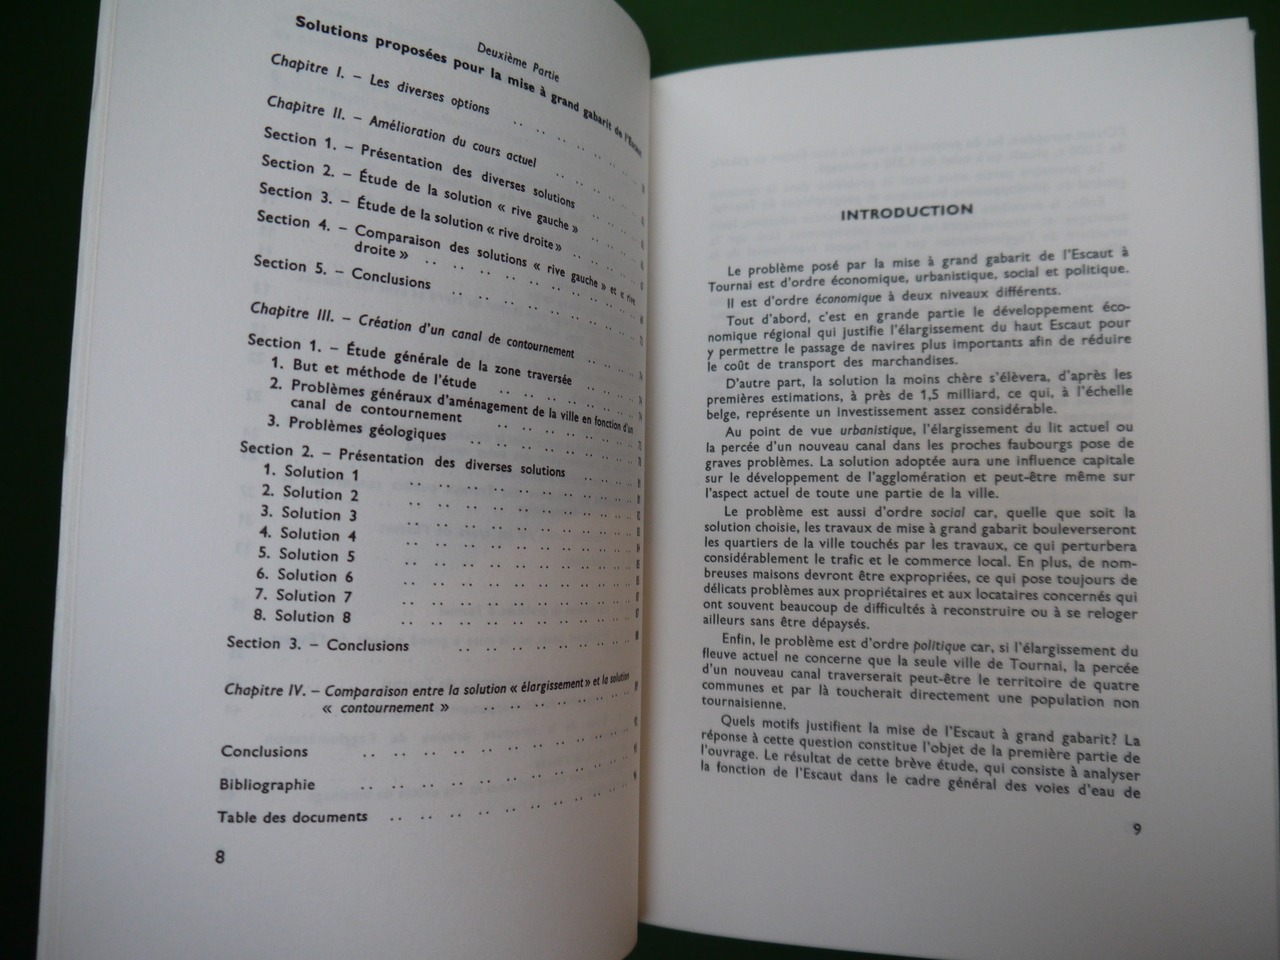 Deuxième Partie
Solutions proposées pour la mise à grand gabarit de l'Escaut
Chapitre I. – Les diverses options .. .. .. .. .. ..
Chapitre II. – Amélioration du cours actuel .. .. .. ..
Section 1. – Présentation des diverses solutions .. .. ..
Section 2. – Étude de la solution « rive gauche » .. .. ..
Section 3. – Étude de la solution « rive droite » .. .. ..
Section 4. – Comparaison des solutions « rive gauche » et « rive
droite » .. .. .. .. .. .. .. ..
Section 5. – Conclusions .. .. .. .. .. .. .. ..
Chapitre III. – Création d'un canal de contournement .. .. ..
Section 1. – Étude générale de la zone traversée .. .. ..
1. But et méthode de l'étude .. .. .. .. .. ..
2. Problèmes généraux d'aménagement de la ville en fonction d'un
canal de contournement .. .. .. .. .. ..
3. Problèmes géologiques .. .. .. .. .. .. ..
Section 2. – Présentation des diverses solutions .. .. ..
1. Solution 1 .. .. .. .. .. .. .. .. ..
2. Solution 2 .. .. .. .. .. .. .. .. ..
3. Solution 3 .. .. .. .. .. .. .. .. ..
4. Solution 4 .. .. .. .. .. .. .. .. ..
5. Solution 5 .. .. .. .. .. .. .. .. ..
6. Solution 6 .. .. .. .. .. .. .. .. ..
7. Solution 7 .. .. .. .. .. .. .. .. ..
8. Solution 8 .. .. .. .. .. .. .. .. ..
Section 3. – Conclusions .. .. .. .. .. .. .. ..
Chapitre IV. – Comparaison entre la solution « élargissement » et la solution
« contournement » .. .. .. .. .. .. ..
Conclusions .. .. .. .. .. .. .. .. .. ..
Bibliographie .. .. .. .. .. .. .. .. .. ..
Table des documents .. .. .. .. .. .. .. .. ..
8
INTRODUCTION
Le problème posé par la mise à grand gabarit de l'Escaut à
Tournai est d'ordre économique, urbanistique, social et politique.
Il est d'ordre économique à deux niveaux différents.
Tout d'abord, c'est en grande partie le développement éco-
nomique régional qui justifie l'élargissement du haut Escaut pour
y permettre le passage de navires plus importants afin de réduire
le coût de transport des marchandises.
D'autre part, la solution la moins chère s'élèvera, d'après les
premières estimations, à près de 1,5 milliard, ce qui, à l'échelle
belge, représente un investissement assez considérable.
Au point de vue urbanistique, l'élargissement du lit actuel ou
la percée d'un nouveau canal dans les proches faubourgs pose de
graves problèmes. La solution adoptée aura une influence capitale
sur le développement de l'agglomération et peut-être même sur
l'aspect actuel de toute une partie de la ville.
Le problème est aussi d'ordre social car, quelle que soit la
solution choisie, les travaux de mise à grand gabarit bouleverseront
les quartiers de la ville touchés par les travaux, ce qui perturbera
considérablement le trafic et le commerce local. En plus, de nom-
breuses maisons devront être expropriées, ce qui pose toujours de
délicats problèmes aux propriétaires et aux locataires concernés qui
ont souvent beaucoup de difficultés à reconstruire ou à se reloger
ailleurs sans être dépaysés.
Enfin, le problème est d'ordre politique car, si l'élargissement du
fleuve actuel ne concerne que la seule ville de Tournai, la percée
d'un nouveau canal traverserait peut-être le territoire de quatre
communes et par là toucherait directement une population non
tournaisienne.
Quels motifs justifient la mise de l'Escaut à grand gabarit? La
réponse à cette question constitue l'objet de la première partie de
l'ouvrage. Le résultat de cette brève étude, qui consiste à analyser
la fonction de l'Escaut dans le cadre général des voies d'eau de
9